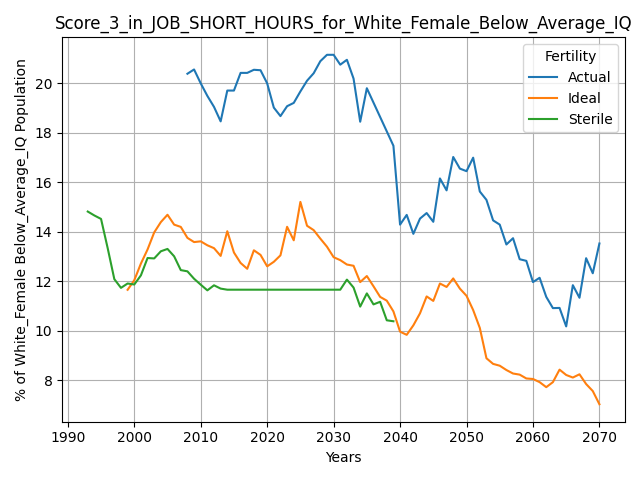 Score_3_in_JOB_SHORT_HOURS_for_White_Female_Below_Average_IQ
% of White_Female Below_Average_IQ Population
20
18
16
14
12
10
8
Fertility
Actual
Ideal
Sterile
1990 2000 2010 2020 2030 2040 2050 2060 2070
Years